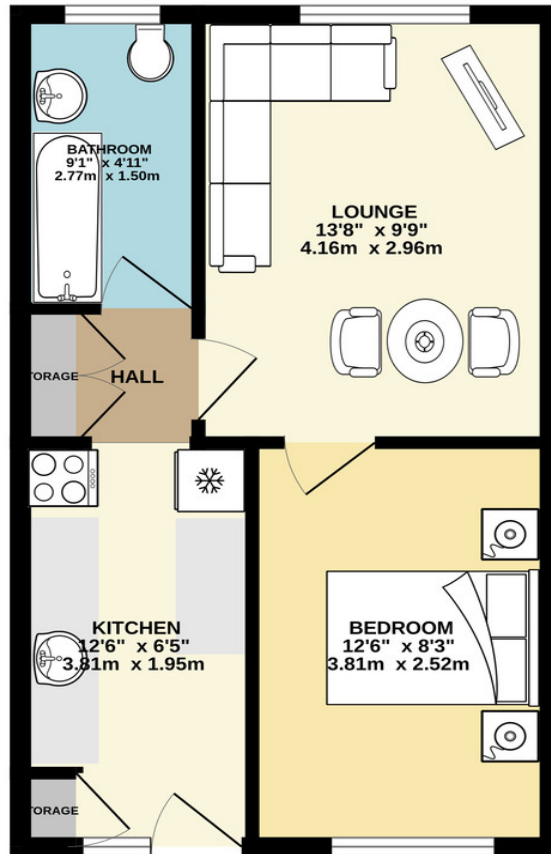 BATHROOM
9'1" x 4'11"
2.77m x 1.50m
LOUNGE
13'8" x 9'9"
4.16m x 2.96m
TORAGE
HALL
KITCHEN
12'6" x 6'5"
3.81m x 1.95m
BEDROOM
12'6" x 8'3"
3.81m x 2.52m
TORAGE